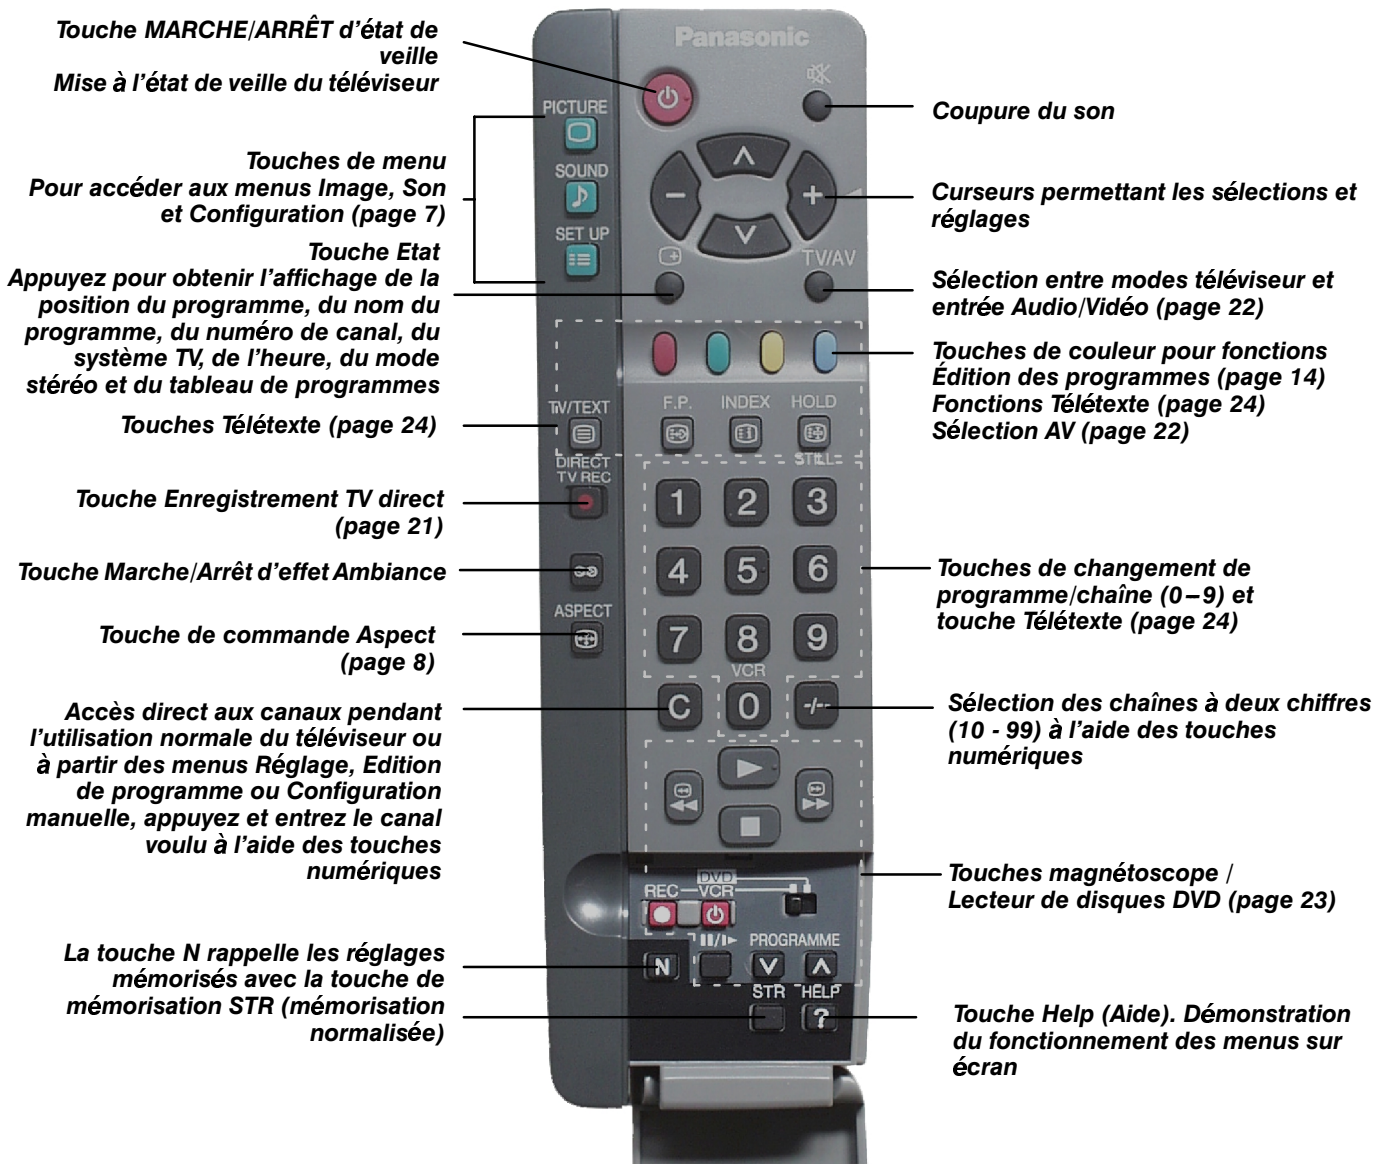 Touche MARCHE/ARRÊT d'état de
veille
Mise à l'état de veille du téléviseur
Touches de menu
Pour accéder aux menus Image, Son
et Configuration (page 7)
Touche Etat
Appuyez pour obtenir l'affichage de la
position du programme, du nom du
programme, du numéro de canal, du
système TV, de l'heure, du mode
stéréo et du tableau de programmes
Touches Télétexte (page 24)
Touche Enregistrement TV direct
(page 21)
Touche Marche/Arrêt d'effet Ambiance
Touche de commande Aspect
(page 8)
Accès direct aux canaux pendant
l'utilisation normale du téléviseur ou
à partir des menus Réglage, Edition
de programme ou Configuration
manuelle, appuyez et entrez le canal
voulu à l'aide des touches
numériques
La touche N rappelle les réglages
mémorisés avec la touche de
mémorisation STR (mémorisation
normalisée)
Panasonic
PICTURE
SOUND
SET UP
TV/AV
TV/TEXT
F.P. INDEX HOLD
DIRECT
TV REC
STILL
1 2 3
4 5 6
ASPECT
7 8 9
VCR
C 0 -/--
DVD
REC VCR
PROGRAMME
N
STR HELP
?
Coupure du son
Curseurs permettant les sélections et
réglages
Sélection entre modes téléviseur et
entrée Audio/Vidéo (page 22)
Touches de couleur pour fonctions
Édition des programmes (page 14)
Fonctions Télétexte (page 24)
Sélection AV (page 22)
Touches de changement de
programme/chaîne (0–9) et
touche Télétexte (page 24)
Sélection des chaînes à deux chiffres
(10 - 99) à l'aide des touches
numériques
Touches magnétoscope /
Lecteur de disques DVD (page 23)
Touche Help (Aide). Démonstration
du fonctionnement des menus sur
écran